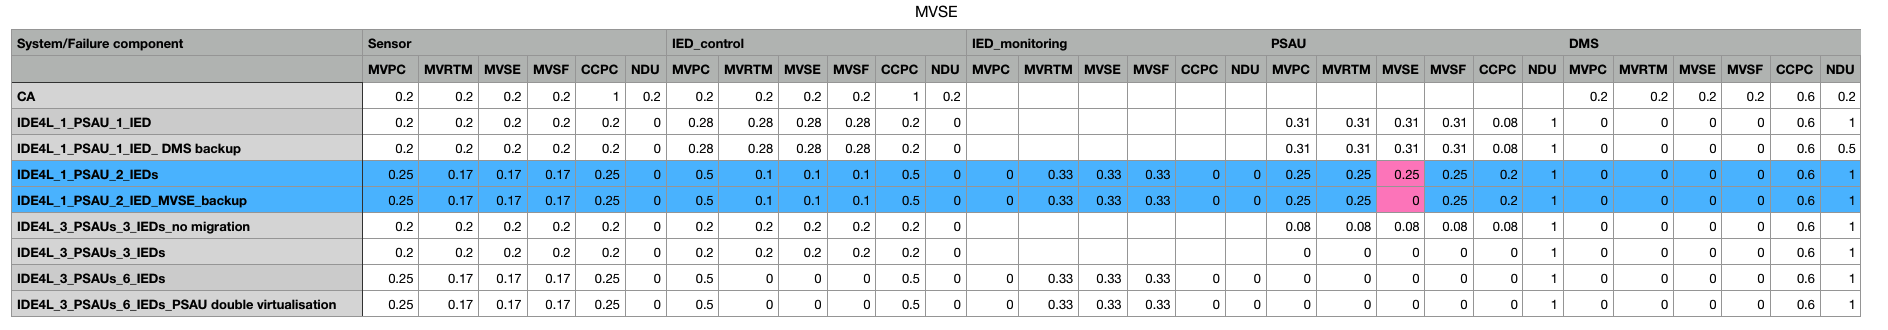 MVSE
System/Failure component Sensor IED_control IED_monitoring PSAU DMS
MVPC MVRTM MVSE MVSF CCPC NDU MVPC MVRTM MVSE MVSF CCPC NDU MVPC MVRTM MVSE MVSF CCPC NDU MVPC MVRTM MVSE MVSF CCPC NDU MVPC MVRTM MVSE MVSF CCPC NDU
CA 0.2 0.2 0.2 0.2 1 0.2 0.2 0.2 0.2 0.2 1 0.2 0.2 0.2 0.2 0.2 0.6 0.2
IDE4L_1_PSAU_1_IED 0.2 0.2 0.2 0.2 0.2 0 0.28 0.28 0.28 0.28 0.2 0 0.31 0.31 0.31 0.31 0.08 1 0 0 0 0 0.6 1
IDE4L_1_PSAU_1_IED_ DMS backup 0.2 0.2 0.2 0.2 0.2 0 0.28 0.28 0.28 0.28 0.2 0 0.31 0.31 0.31 0.31 0.08 1 0 0 0 0 0.6 0.5
IDE4L_1_PSAU_2_IEDs 0.25 0.17 0.17 0.17 0.25 0 0.5 0.1 0.1 0.1 0.5 0 0 0.33 0.33 0.33 0 0 0.25 0.25 0.25 0.25 0.2 1 0 0 0 0 0.6 1
IDE4L_1_PSAU_2_IED_MVSE_backup 0.25 0.17 0.17 0.17 0.25 0 0.5 0.1 0.1 0.1 0.5 0 0 0.33 0.33 0.33 0 0 0.25 0.25 0 0.25 0.2 1 0 0 0 0 0.6 1
IDE4L_3_PSAUs_3_IEDs_no migration 0.2 0.2 0.2 0.2 0.2 0 0.2 0.2 0.2 0.2 0.2 0 0.08 0.08 0.08 0.08 0.08 1 0 0 0 0 0.6 1
IDE4L_3_PSAUs_3_IEDs 0.2 0.2 0.2 0.2 0.2 0 0.2 0.2 0.2 0.2 0.2 0 0 0 0 0 0 1 0 0 0 0 0.6 1
IDE4L_3_PSAUs_6_IEDs 0.25 0.17 0.17 0.17 0.25 0 0.5 0 0 0 0.5 0 0 0.33 0.33 0.33 0 0 0 0 0 0 0 1 0 0 0 0 0.6 1
IDE4L_3_PSAUs_6_IEDs_PSAU double virtualisation 0.25 0.17 0.17 0.17 0.25 0 0.5 0 0 0 0.5 0 0 0.33 0.33 0.33 0 0 0 0 0 0 0 1 0 0 0 0 0.6 1